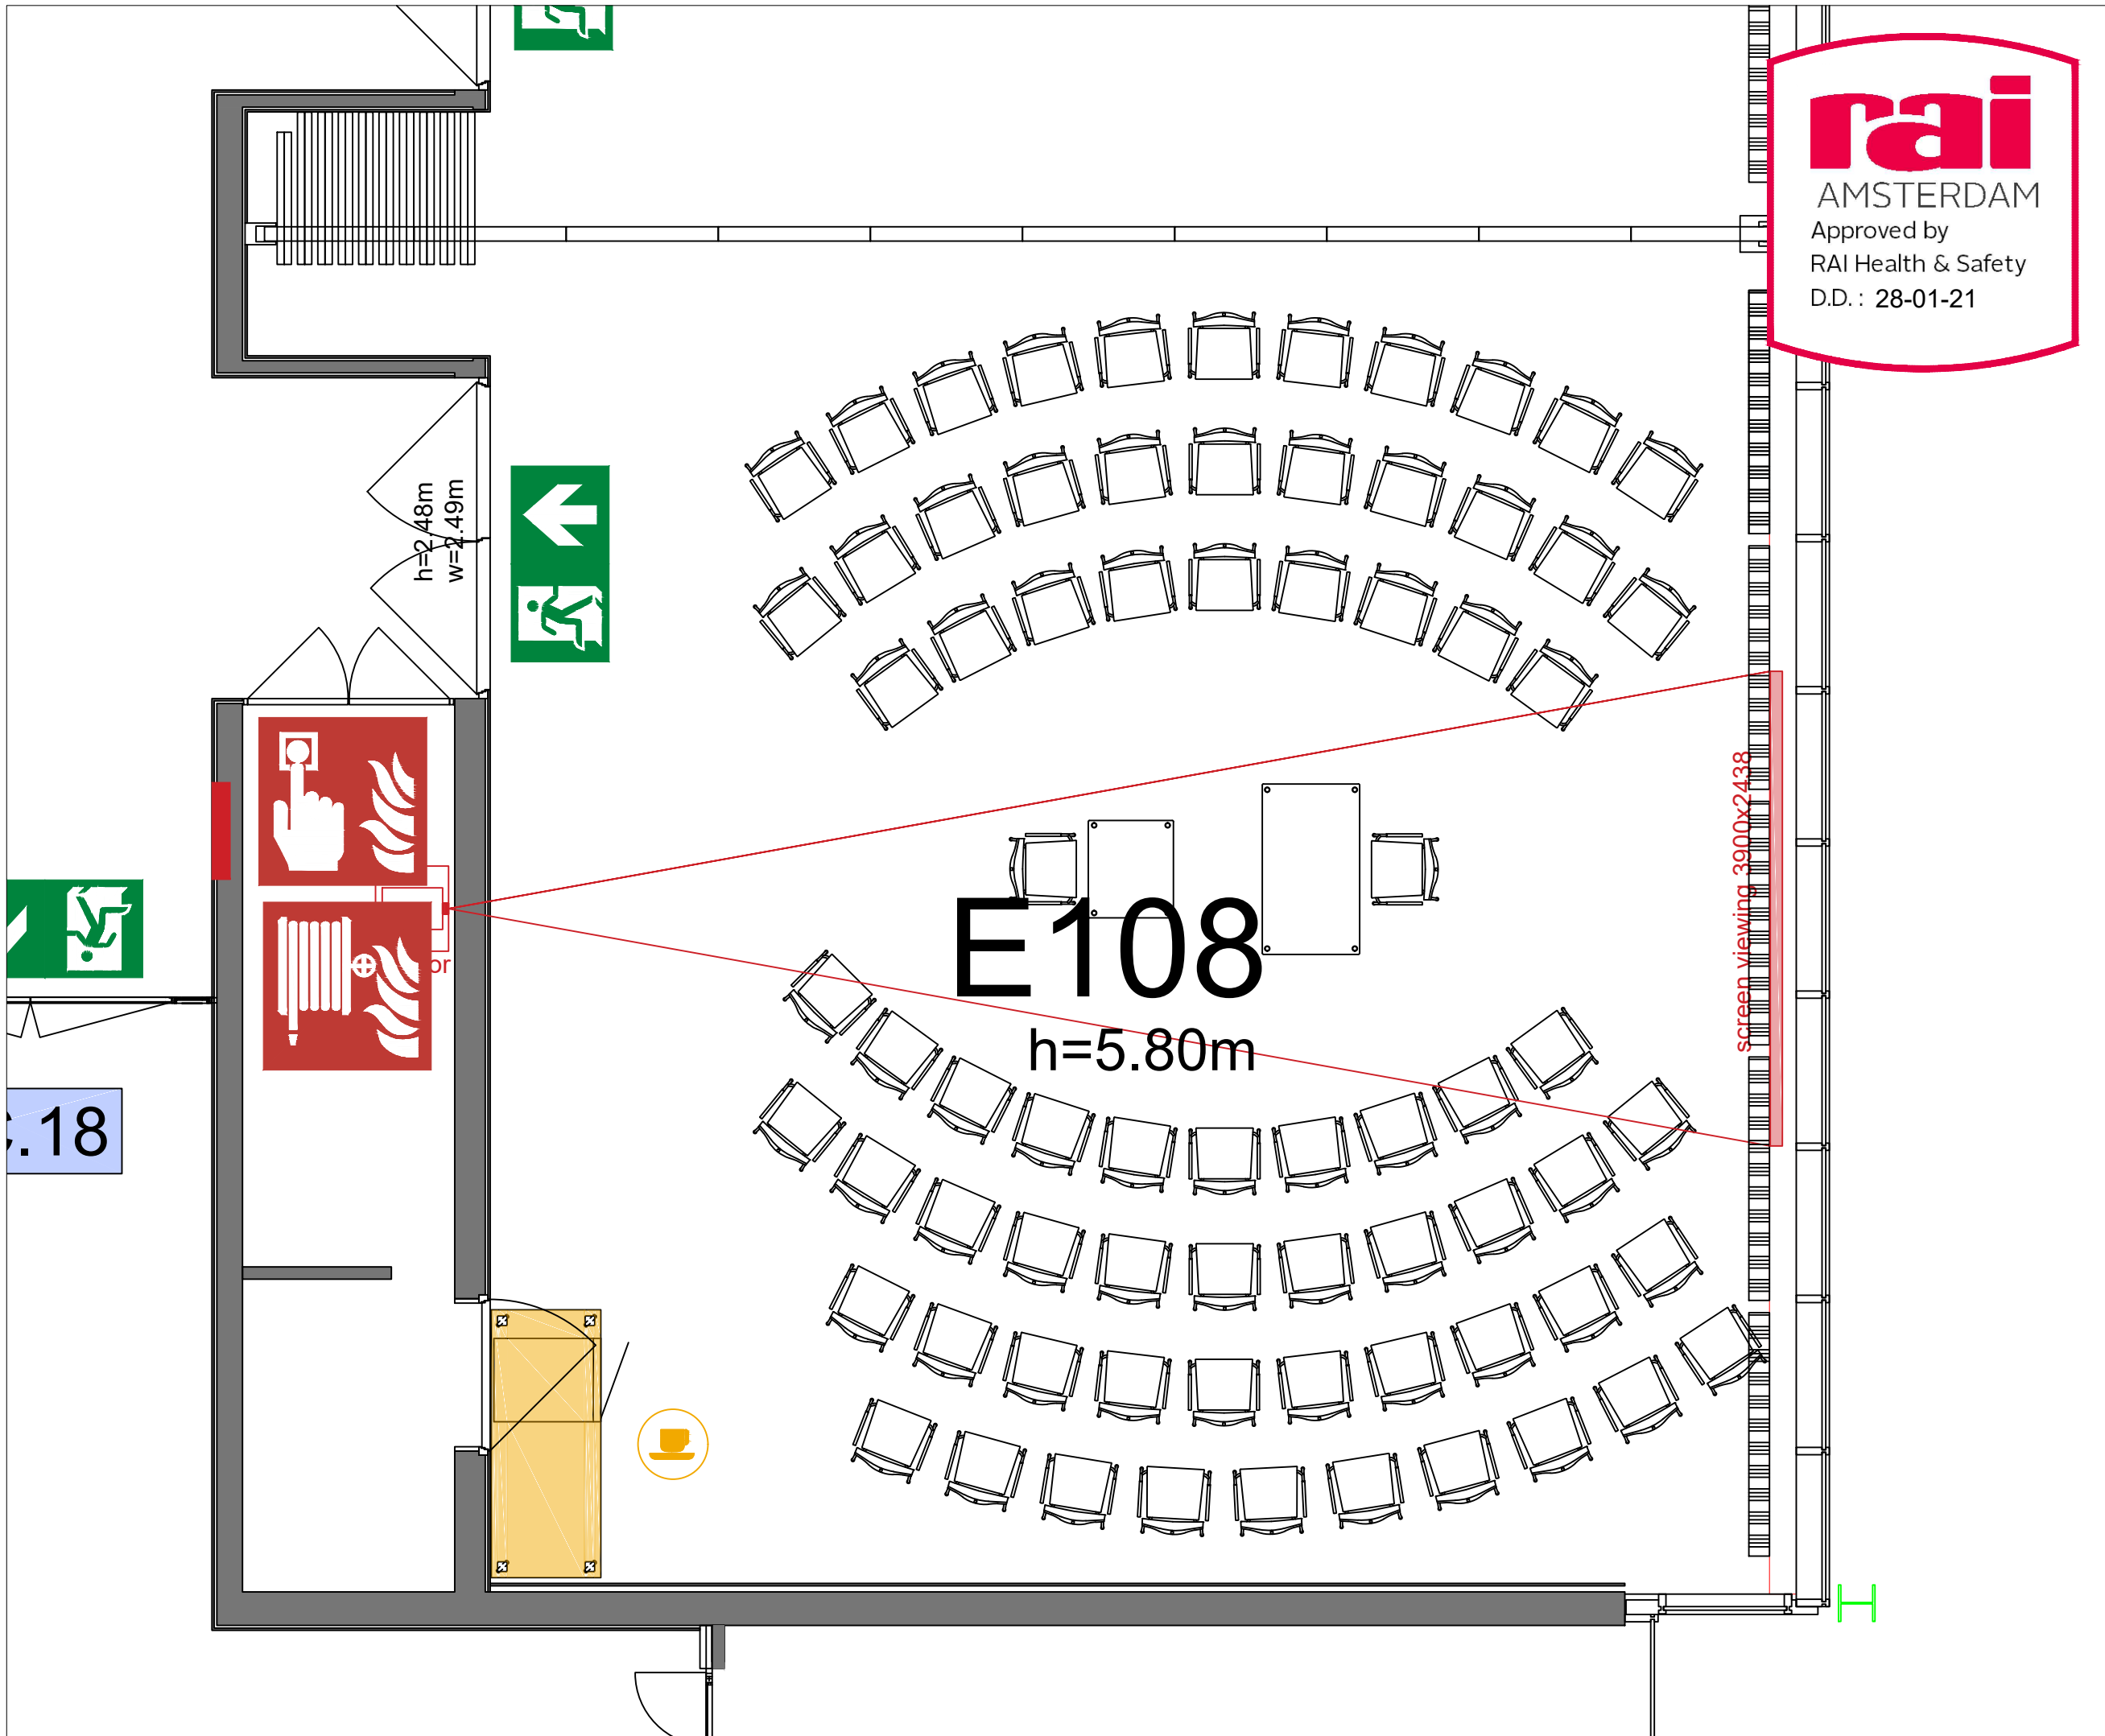 rai
AMSTERDAM
Approved by
RAI Health & Safety
D.D. : 28-01-21
h=2.48m
w=2.49m
screen viewing 3900x2438
or
E108
h=5.80m
.18
H